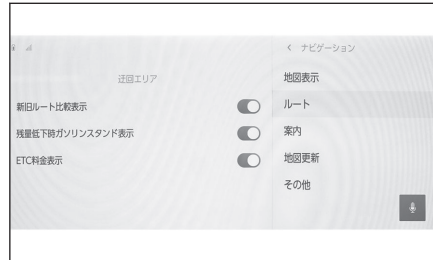 迂回エリア
新旧ルート比較表示
残量低下時ガソリンスタンド表示
ETC料金表示
ナビゲーション
地図表示
ルート
案内
地図更新
その他